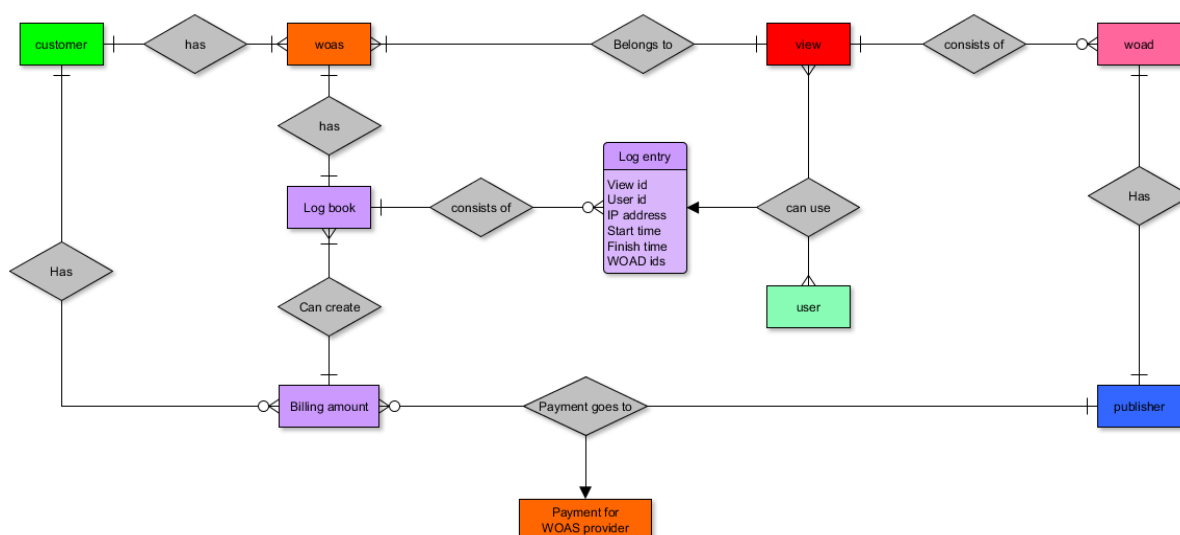 customer
has
woas
Belongs to
view
consists of
woad
has
Log entry
View id
User id
IP address
Start time
Finish time
WOAD ids
Log book
consists of
can use
Has
Has
Can create
user
Billing amount
Payment goes to
publisher
Payment for
WOAS provider